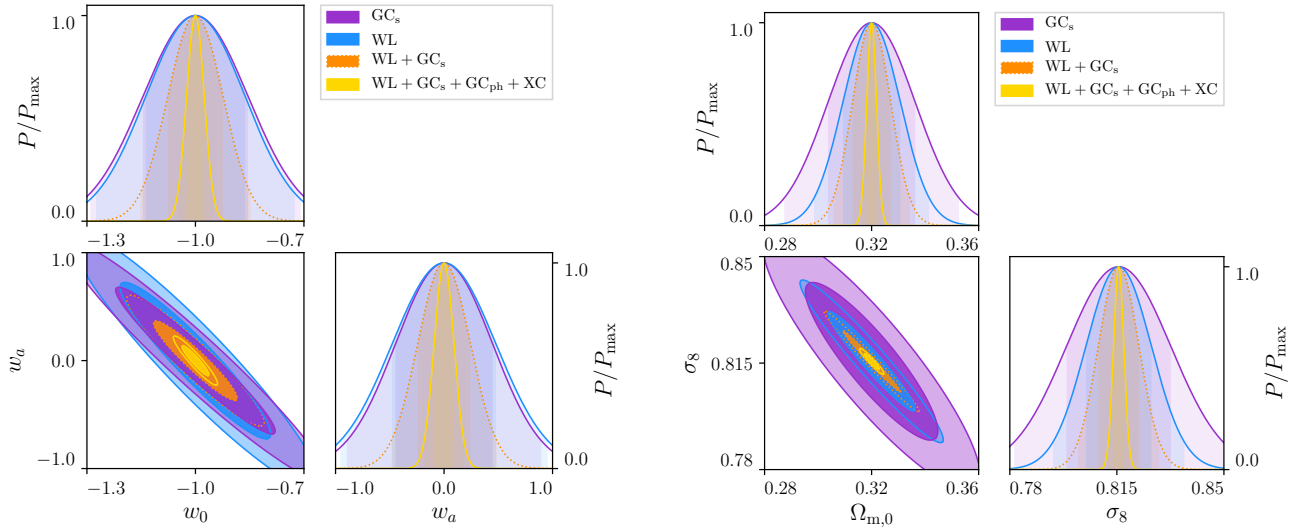 1.0
P/P_max
0.0
−1.3
−1.0
−0.7
GC_s
WL
WL + GC_s
WL + GC_s + GC_ph + XC
1.0
w_a
0.0
−1.0
−1.3
−1.0
−0.7
w_0
1.0
P/P_max
0.0
−1.0
0.0
1.0
w_a
1.0
P/P_max
0.0
0.28
0.32
0.36
GC_s
WL
WL + GC_s
WL + GC_s + GC_ph + XC
0.85
σ_8
0.815
0.78
0.28
0.32
0.36
Ω_m,0
1.0
P/P_max
0.0
0.78
0.815
0.85
σ_8